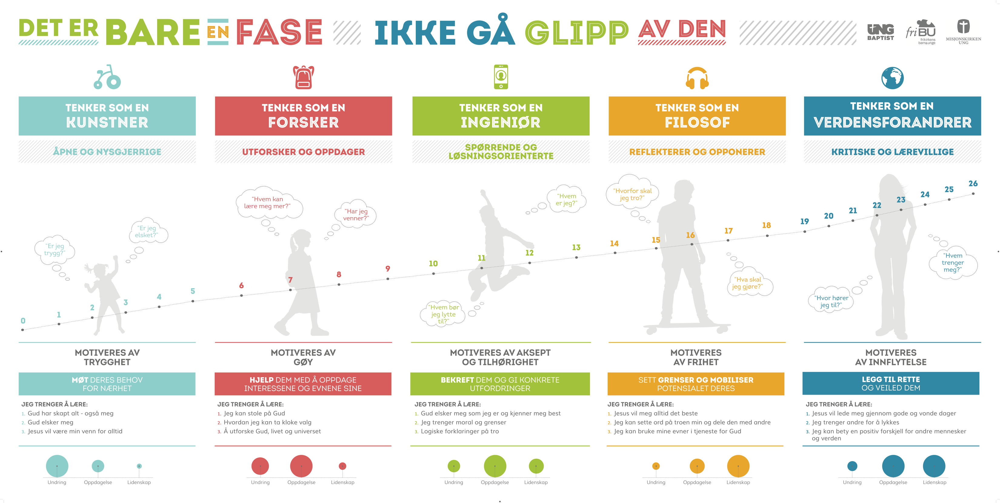 DET ER BARE EN FASE IKKE GÅ GLIPP AV DEN
UNG
BAPTIST
friBU
frikirkens
barn&unge
MISJONSKIRKEN
UNG
TENKER SOM EN
KUNSTNER
ÅPNE OG NYSGJERRIGE
TENKER SOM EN
FORSKER
UTFORSKER OG OPPDAGER
TENKER SOM EN
INGENIØR
SPØRRENDE OG
LØSNINGSORIENTERTE
TENKER SOM EN
FILOSOF
REFLEKTERER OG OPPONERER
TENKER SOM EN
VERDENSFORANDRER
KRITISKE OG LÆREVILLIGE
"Er jeg
trygg?"
"Er jeg
elsket?"
0 1 2 3 4 5
"Hvem kan
lære meg mer?"
"Har jeg
venner?"
6 7 8 9
"Hvem
er jeg?"
"Hvem bør
jeg lytte
til?"
10 11 12 13
"Hvorfor skal
jeg tro?"
"Hva skal
jeg gjøre?"
14 15 16 17 18
"Hvem
trenger
meg?"
"Hvor hører
jeg til?"
19 20 21 22 23 24 25 26
MOTIVERES AV
TRYGGHET
MØT DERES BEHOV
FOR NÆRHET
JEG TRENGER Å LÆRE:
1. Gud har skapt alt - også meg
2. Gud elsker meg
3. Jesus vil være min venn for alltid
Undring Oppdagelse Lidenskap
MOTIVERES AV
GØY
HJELP DEM MED Å OPPDAGE
INTERESSENE OG EVNENE SINE
JEG TRENGER Å LÆRE:
1. Jeg kan stole på Gud
2. Hvordan jeg kan ta kloke valg
3. Å utforske Gud, livet og universet
Undring Oppdagelse Lidenskap
MOTIVERES AV AKSEPT
OG TILHØRIGHET
BEKREFT DEM OG GI KONKRETE
UTFORDRINGER
JEG TRENGER Å LÆRE:
1. Gud elsker meg som jeg er og kjenner meg best
2. Jeg trenger moral og grenser
3. Logiske forklaringer på tro
Undring Oppdagelse Lidenskap
MOTIVERES
AV FRIHET
SETT GRENSER OG MOBILISER
POTENSIALET DERES
JEG TRENGER Å LÆRE:
1. Jesus vil meg alltid det beste
2. Jeg kan sette ord på troen min og dele den med andre
3. Jeg kan bruke mine evner i tjeneste for Gud
Undring Oppdagelse Lidenskap
MOTIVERES
AV INNFLYTELSE
LEGG TIL RETTE
OG VEILED DEM
JEG TRENGER Å LÆRE:
1. Jesus vil lede meg gjennom gode og vonde dager
2. Jeg trenger andre for å lykkes
3. Jeg kan bety en positiv forskjell for andre mennesker
og verden
Undring Oppdagelse Lidenskap